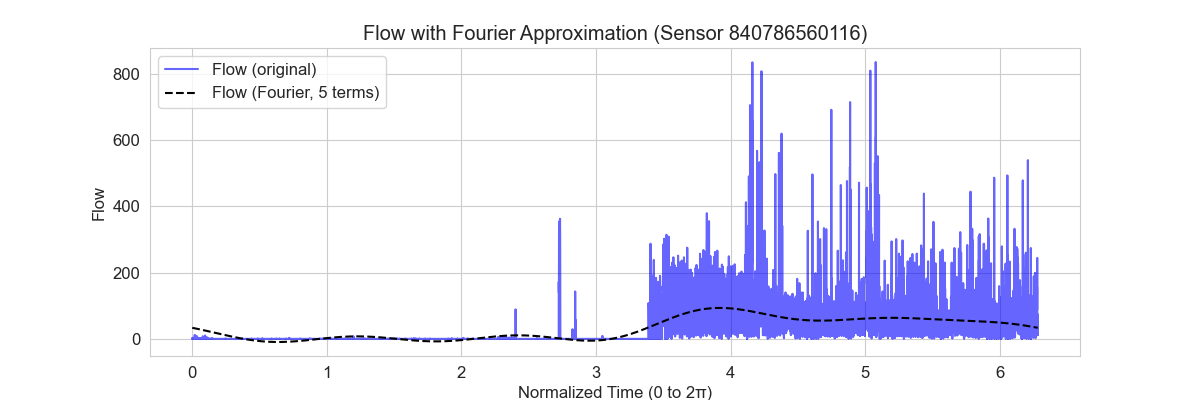 Flow with Fourier Approximation (Sensor 840786560116)
Flow (original)
Flow (Fourier, 5 terms)
800
600
400
200
0
Flow
0 1 2 3 4 5 6
Normalized Time (0 to 2π)